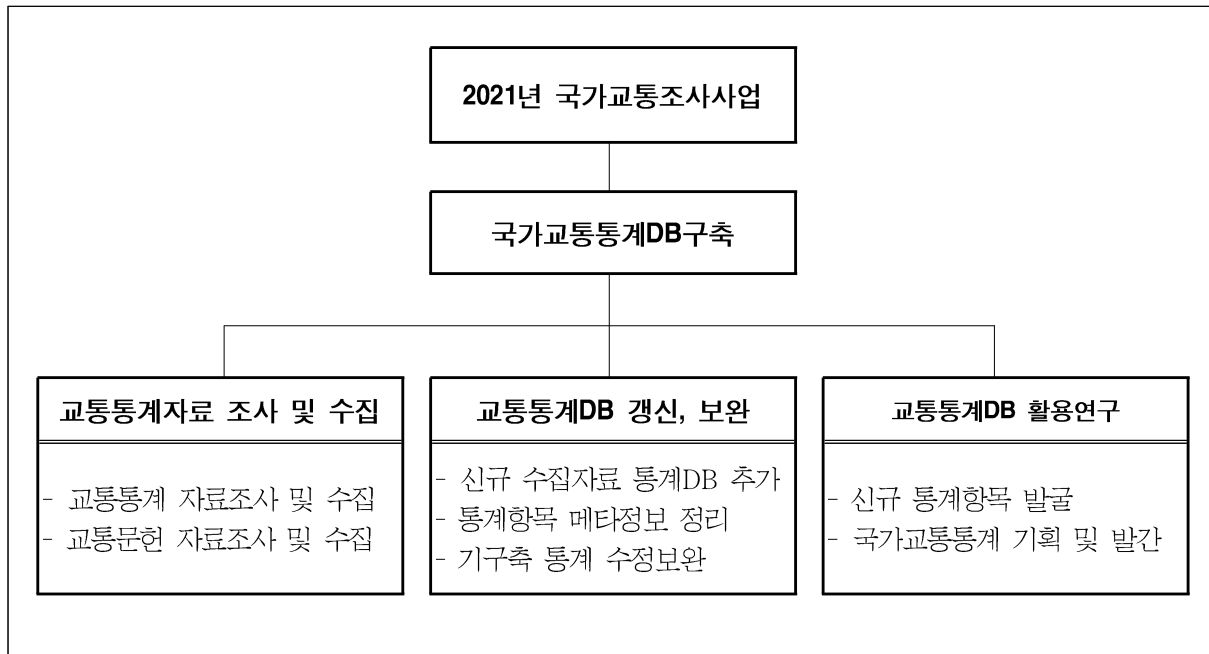 2021년 국가교통조사사업
국가교통통계DB구축
교통통계자료 조사 및 수집
- 교통통계 자료조사 및 수집
- 교통문헌 자료조사 및 수집
교통통계DB 갱신, 보완
- 신규 수집자료 통계DB 추가
- 통계항목 메타정보 정리
- 기구축 통계 수정보완
교통통계DB 활용연구
- 신규 통계항목 발굴
- 국가교통통계 기획 및 발간